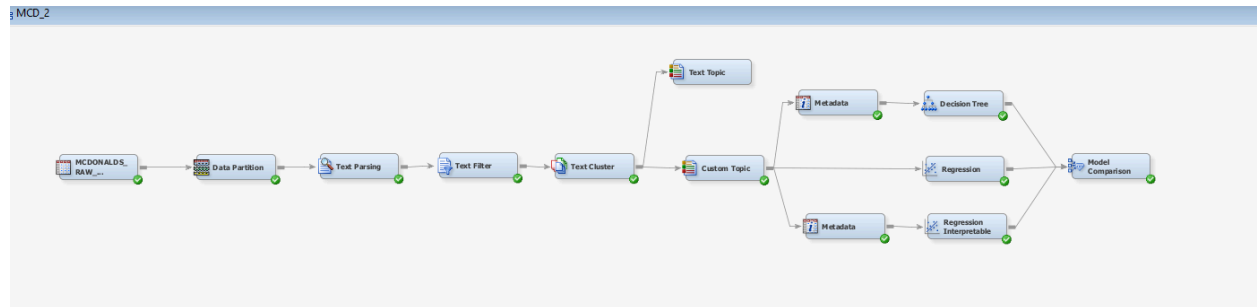 MCD_2
Text Topic
Metadata
Decision Tree
MCDONALDS_
RAW_...
Data Partition
Text Parsing
Text Filter
Text Cluster
Custom Topic
Regression
Model
Comparison
Metadata
Regression
Interpretable